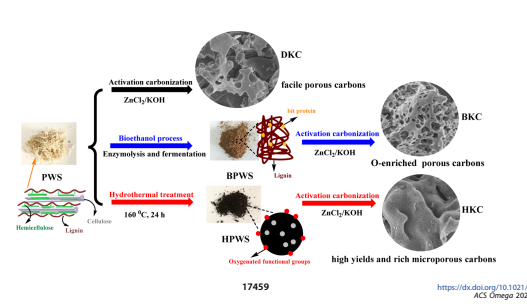 DKC
Activation carbonization
ZnCl2/KOH
facile porous carbons
bit protein
Bioethanol process
Enzymolysis and fermentation
Activation carbonization
ZnCl2/KOH
BKC
O-enriched porous carbons
PWS
BPWS
Lignin
Hydrothermal treatment
160 ⁰C, 24 h
Activation carbonization
ZnCl2/KOH
HKC
Cellulose
Hemicellulose
Lignin
HPWS
Oxygenated functional groups
high yields and rich microporous carbons
17459
https://dx.doi.org/10.1021/
ACS Omega 202